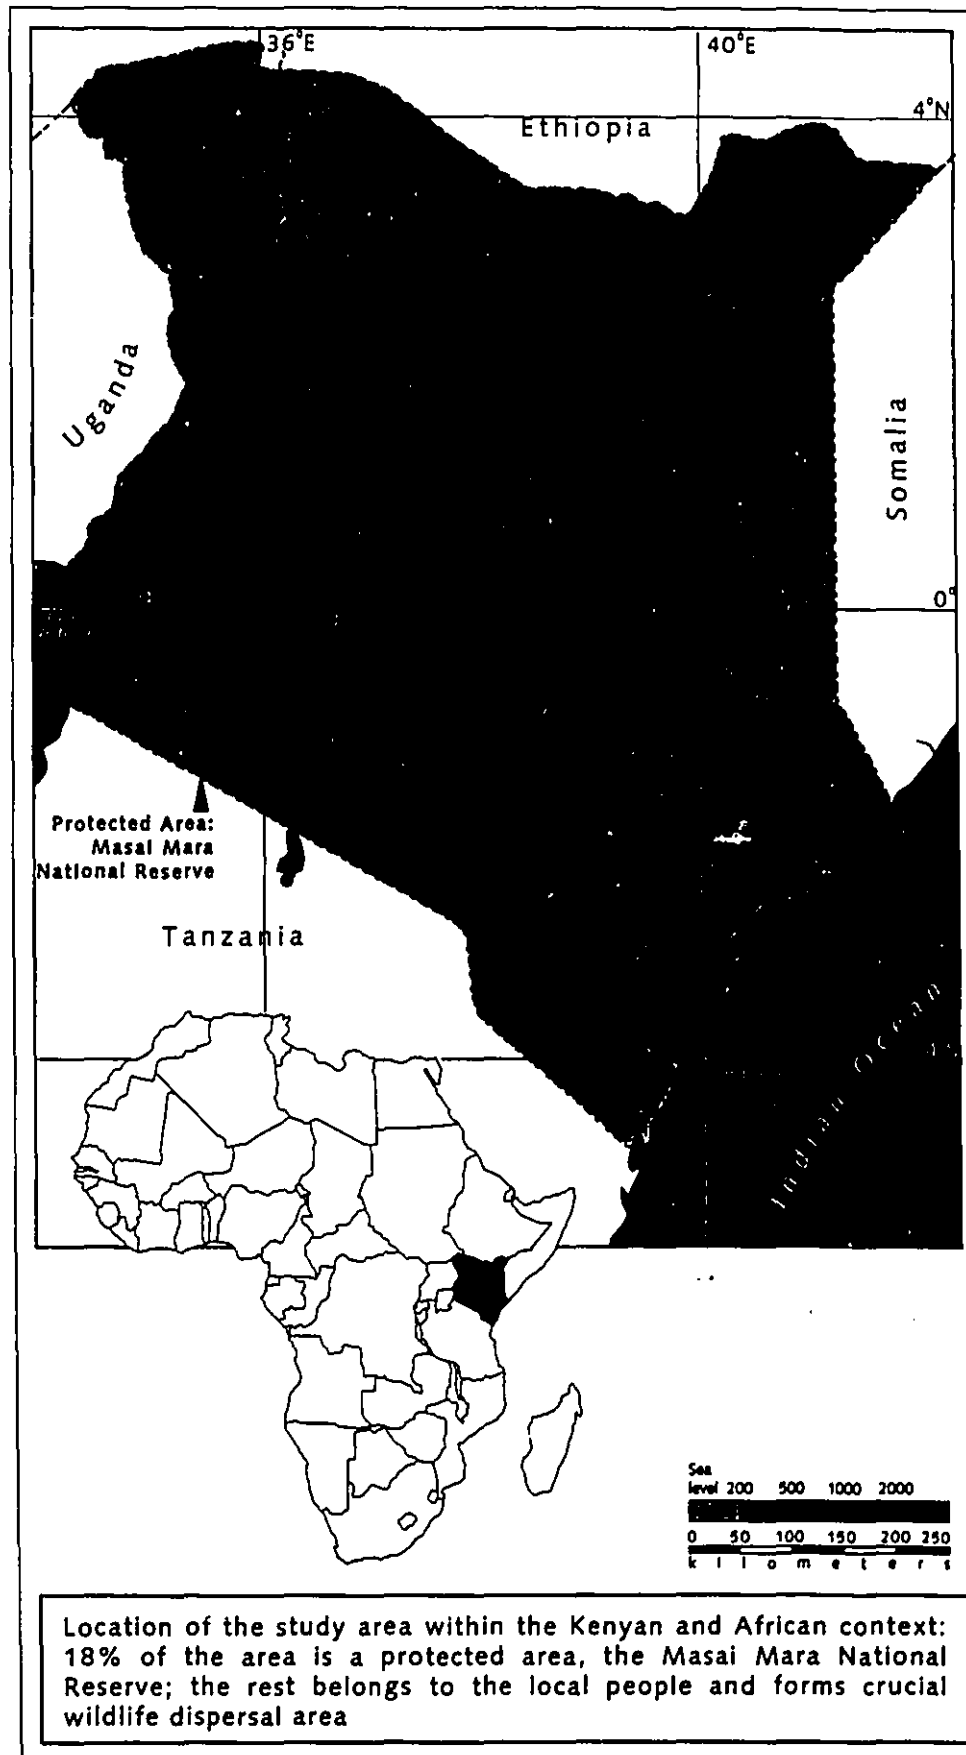 36°E
40°E
4°N
Ethiopia
Uganda
Somalia
0°
Protected Area:
Masai Mara
National Reserve
Tanzania
Indian Ocean
Sea
level 200 500 1000 2000
0 50 100 150 200 250
kilometers
Location of the study area within the Kenyan and African context:
18% of the area is a protected area, the Masai Mara National
Reserve; the rest belongs to the local people and forms crucial
wildlife dispersal area